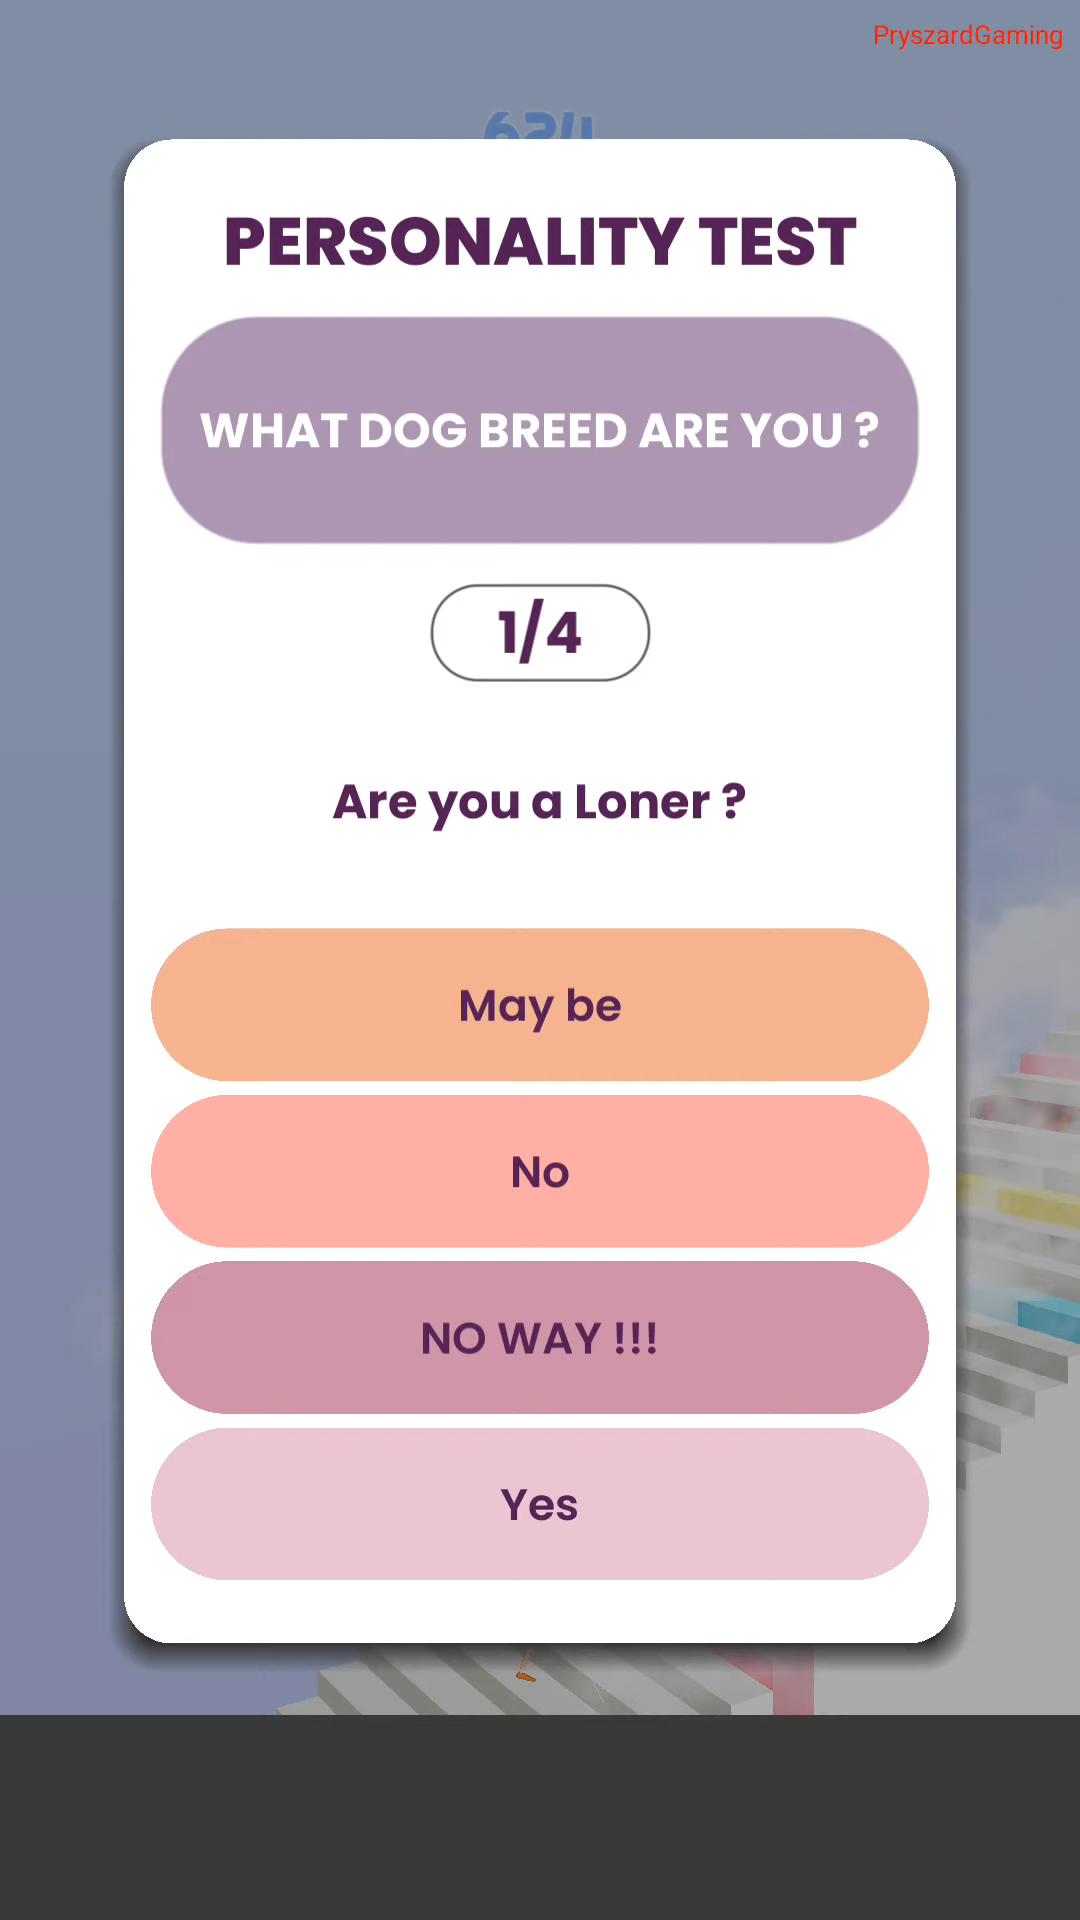 PryszardGaming
PERSONALITY TEST
WHAT DOG BREED ARE YOU ?
1/4
Are you a Loner ?
May be
No
NO WAY !!!
Yes